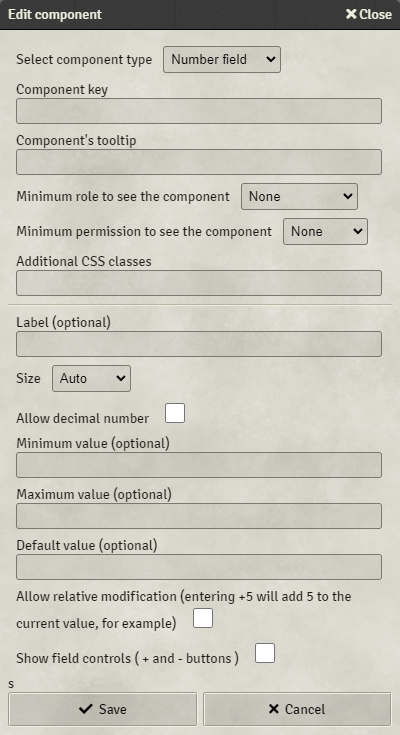 Edit component
Close
Select component type Number field
Component key
Component's tooltip
Minimum role to see the component None
Minimum permission to see the component None
Additional CSS classes
Label (optional)
Size Auto
Allow decimal number
Minimum value (optional)
Maximum value (optional)
Default value (optional)
Allow relative modification (entering +5 will add 5 to the
current value, for example)
Show field controls ( + and - buttons )
s
Save
Cancel